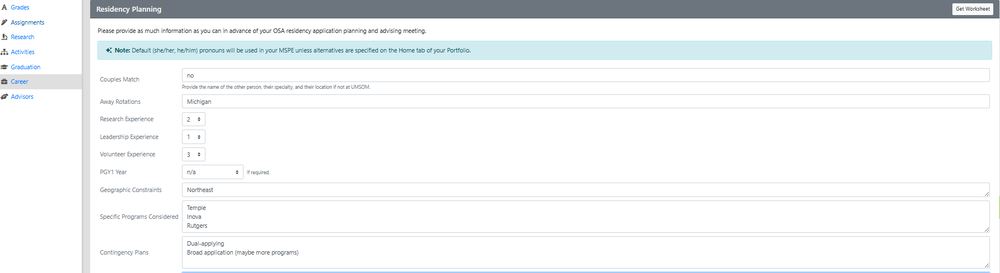 Grades
Assignments
Research
Activities
Graduation
Career
Advisors
Residency Planning
Get Worksheet
Please provide as much information as you can in advance of your OSA residency application planning and advising meeting.
Note: Default (she/her, he/him) pronouns will be used in your MSPE unless alternatives are specified on the Home tab of your Portfolio.
Couples Match
no
Provide the name of the other person, their specialty, and their location if not at UMSOM.
Away Rotations
Michigan
Research Experience
2
Leadership Experience
1
Volunteer Experience
3
PGY1 Year
n/a
If required.
Geographic Constraints
Northeast
Specific Programs Considered
Temple
Inova
Rutgers
Contingency Plans
Dual-applying
Broad application (maybe more programs)